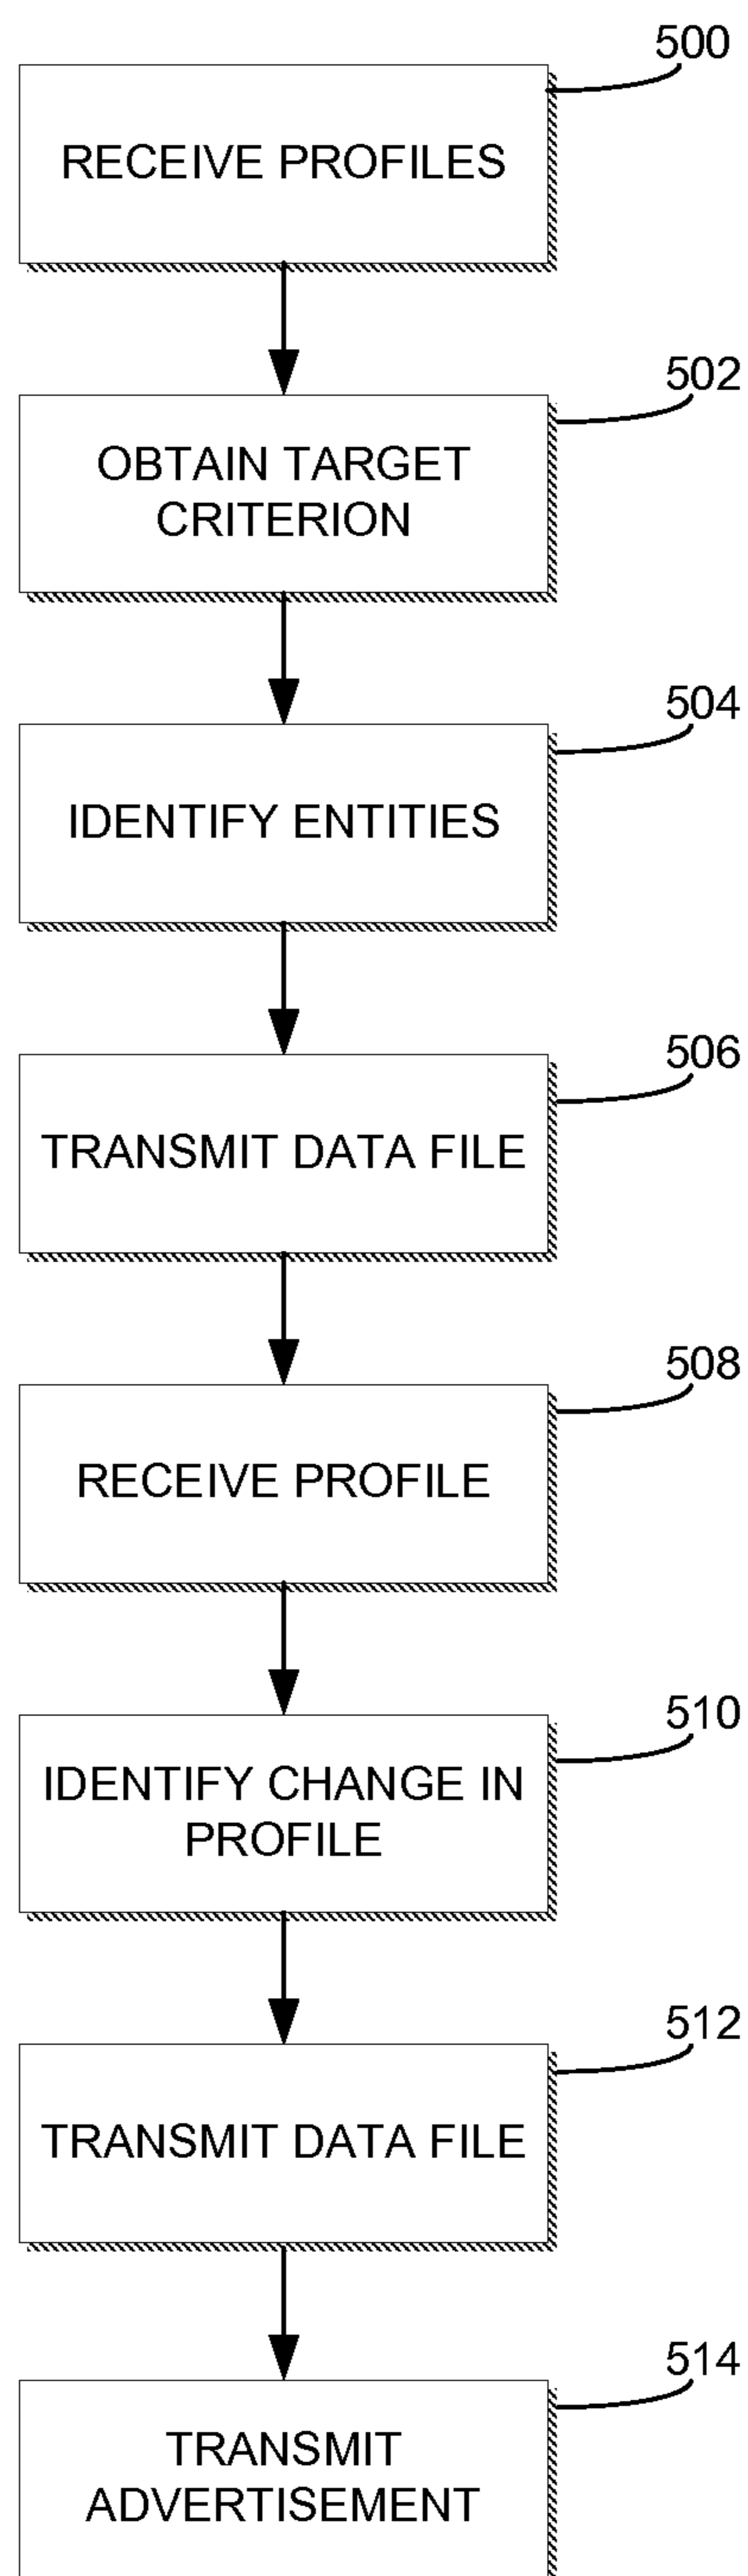 500
RECEIVE PROFILES
502
OBTAIN TARGET
CRITERION
504
IDENTIFY ENTITIES
506
TRANSMIT DATA FILE
508
RECEIVE PROFILE
510
IDENTIFY CHANGE IN
PROFILE
512
TRANSMIT DATA FILE
514
TRANSMIT
ADVERTISEMENT